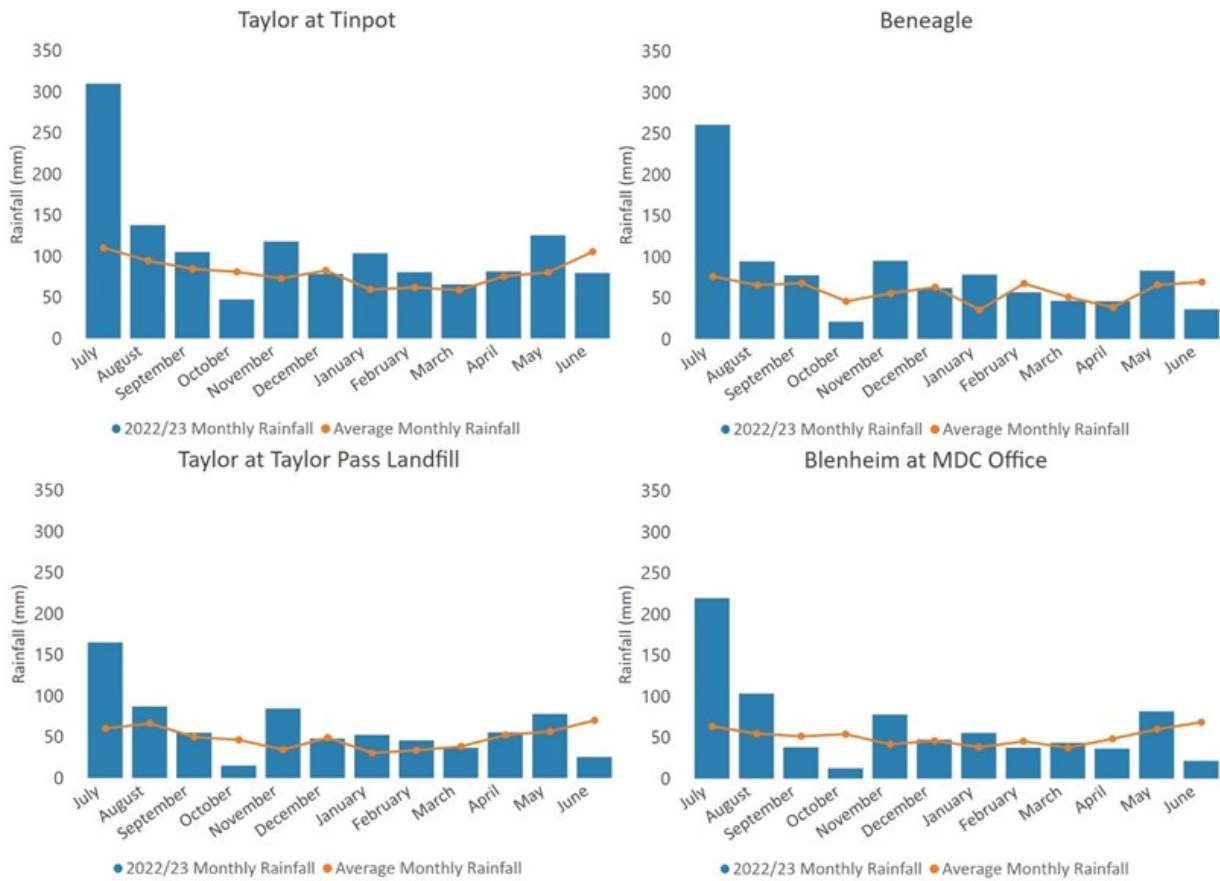 Taylor at Tinpot
350
300
250
200
150
100
50
0
Rainfall (mm)
July
August
September
October
November
December
January
February
March
April
May
June
2022/23 Monthly Rainfall
Average Monthly Rainfall
Beneagle
350
300
250
200
150
100
50
0
Rainfall (mm)
July
August
September
October
November
December
January
February
March
April
May
June
2022/23 Monthly Rainfall
Average Monthly Rainfall
Taylor at Taylor Pass Landfill
350
300
250
200
150
100
50
0
Rainfall (mm)
July
August
September
October
November
December
January
February
March
April
May
June
2022/23 Monthly Rainfall
Average Monthly Rainfall
Blenheim at MDC Office
350
300
250
200
150
100
50
0
Rainfall (mm)
July
August
September
October
November
December
January
February
March
April
May
June
2022/23 Monthly Rainfall
Average Monthly Rainfall